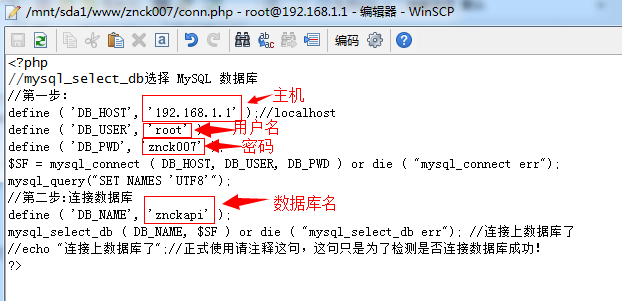 /mnt/sda1/www/znck007/conn.php - root@192.168.1.1 - 编辑器 - WinSCP
编码
<?php
//mysql_select_db选择 MySQL 数据库
//第一步:
主机
define ( 'DB_HOST', '192.168.1.1' );//localhost
define ( 'DB_USER', 'root' 用户名
define ( 'DB_PWD', 'znck007' ); 密码
$SF = mysql_connect ( DB_HOST, DB_USER, DB_PWD ) or die ( "mysql_connect err");
mysql_query("SET NAMES 'UTF8'");
//第二步:连接数据库
define ( 'DB_NAME', 'znckapi' ); 数据库名
mysql_select_db ( DB_NAME, $SF ) or die ( "mysql_select_db err"); //连接上数据库了
//echo "连接上数据库了";//正式使用请注释这句，这句只是为了检测是否连接数据库成功!
?>